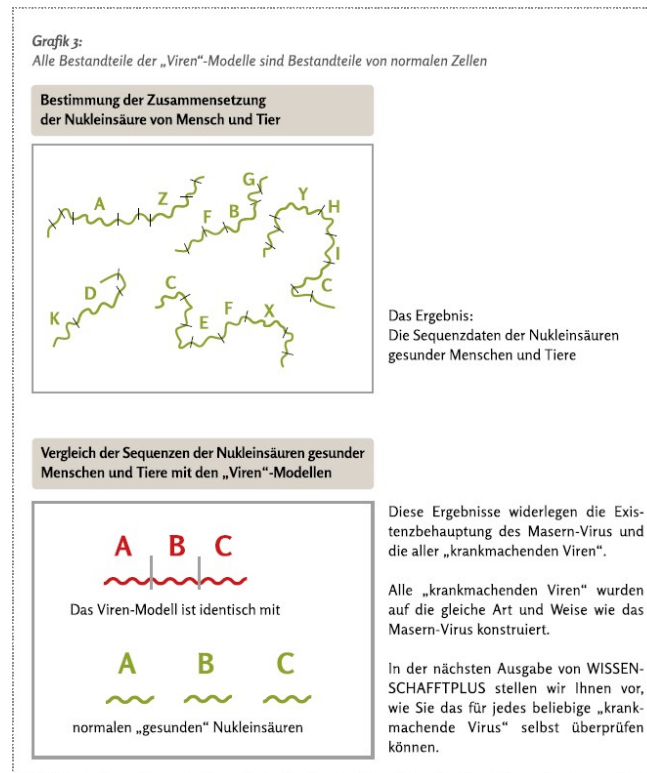 Grafik 3:
Alle Bestandteile der „Viren“-Modelle sind Bestandteile von normalen Zellen
Bestimmung der Zusammensetzung
der Nukleinsäure von Mensch und Tier
A
Z
G
F
B
Y
H
I
C
K
D
C
E
F
X
Das Ergebnis:
Die Sequenzdaten der Nukleinsäuren
gesunder Menschen und Tiere
Vergleich der Sequenzen der Nukleinsäuren gesunder
Menschen und Tiere mit den „Viren“-Modellen
A B C
Das Viren-Modell ist identisch mit
A B C
normalen „gesunden“ Nukleinsäuren
Diese Ergebnisse widerlegen die Exis-
tenzbehauptung des Masern-Virus und
die aller „krankmachenden Viren“.
Alle „krankmachenden Viren“ wurden
auf die gleiche Art und Weise wie das
Masern-Virus konstruiert.
In der nächsten Ausgabe von WISSEN-
SCHAFFTPLUS stellen wir Ihnen vor,
wie Sie das für jedes beliebige „krank-
machende Virus“ selbst überprüfen
können.